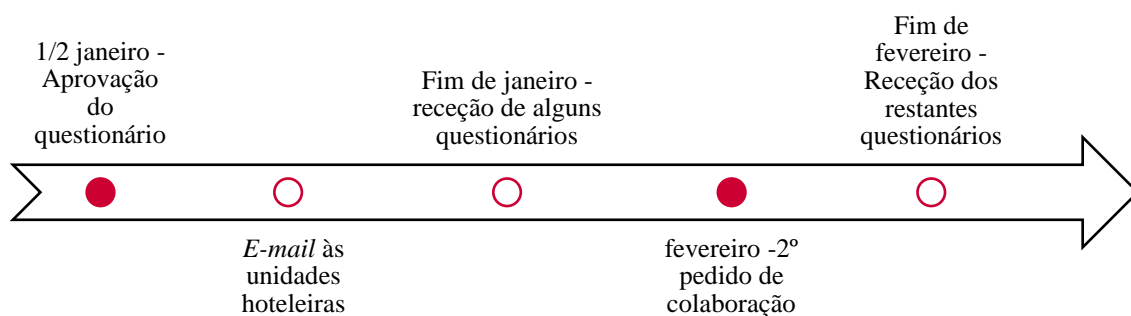 1/2 janeiro -
Aprovação
do
questionário
E-mail às
unidades
hoteleiras
Fim de janeiro -
receção de alguns
questionários
fevereiro -2º
pedido de
colaboração
Fim de
fevereiro -
Receção dos
restantes
questionários